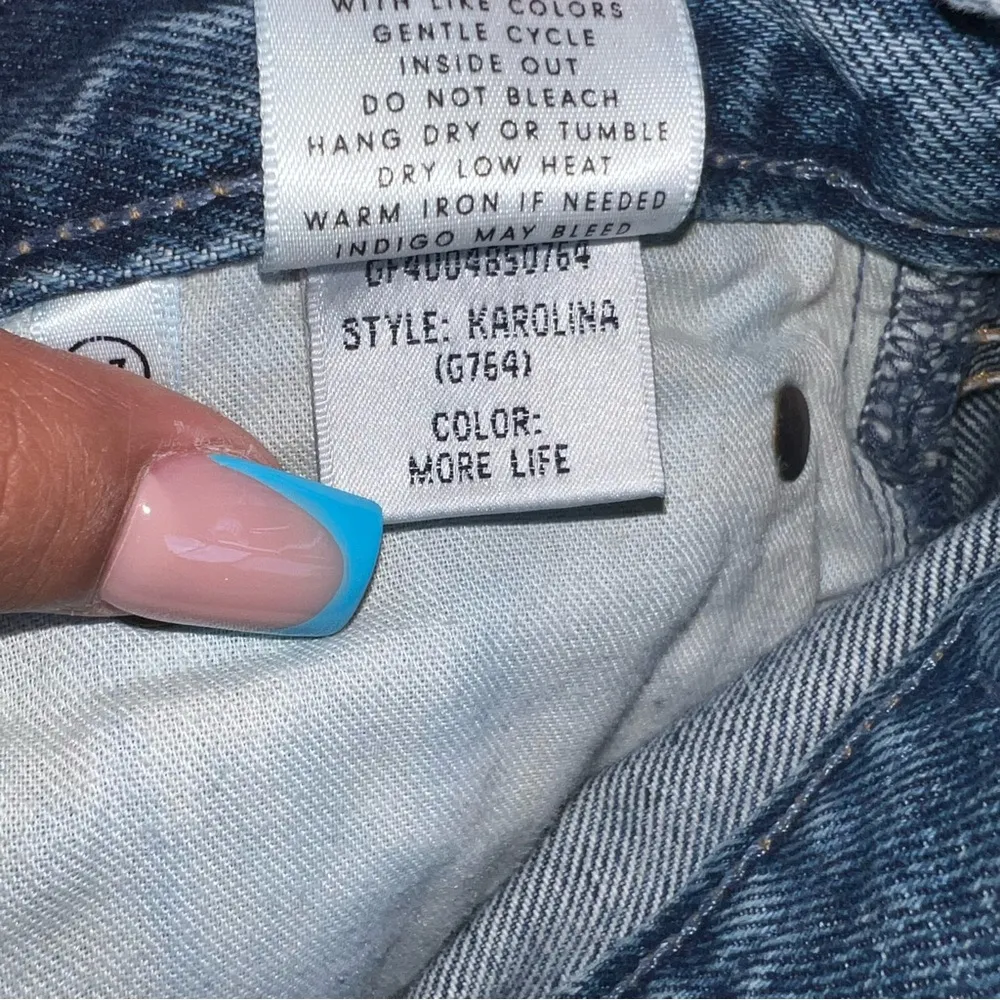 WITH LIKE COLORS
GENTLE CYCLE
INSIDE OUT
DO NOT BLEACH
HANG DRY OR TUMBLE
DRY LOW HEAT
WARM IRON IF NEEDED
INDIGO MAY BLEED
GF4004850764
STYLE: KAROLINA
(G764)
COLOR:
MORE LIFE